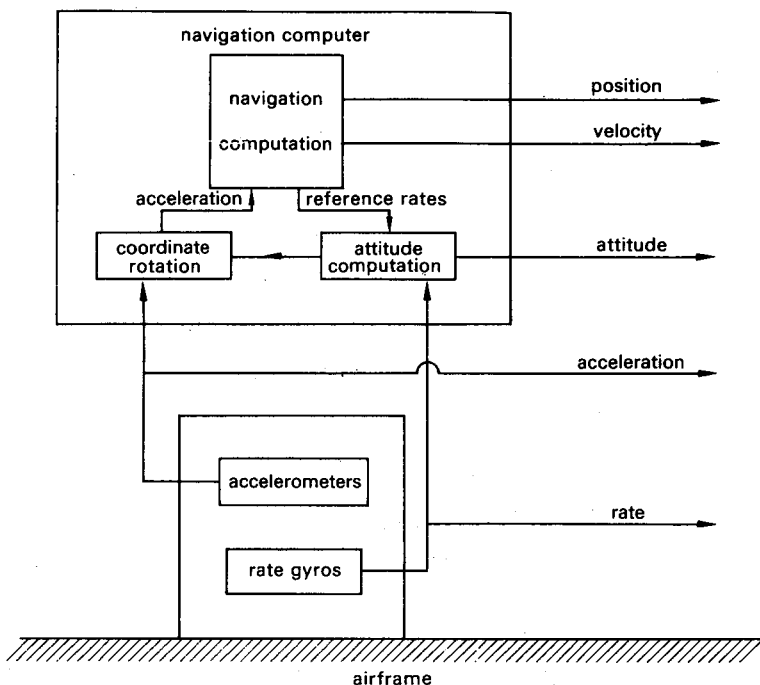 navigation computer
navigation
computation
position
velocity
acceleration
reference rates
coordinate
rotation
attitude
computation
attitude
acceleration
accelerometers
rate
rate gyros
airframe